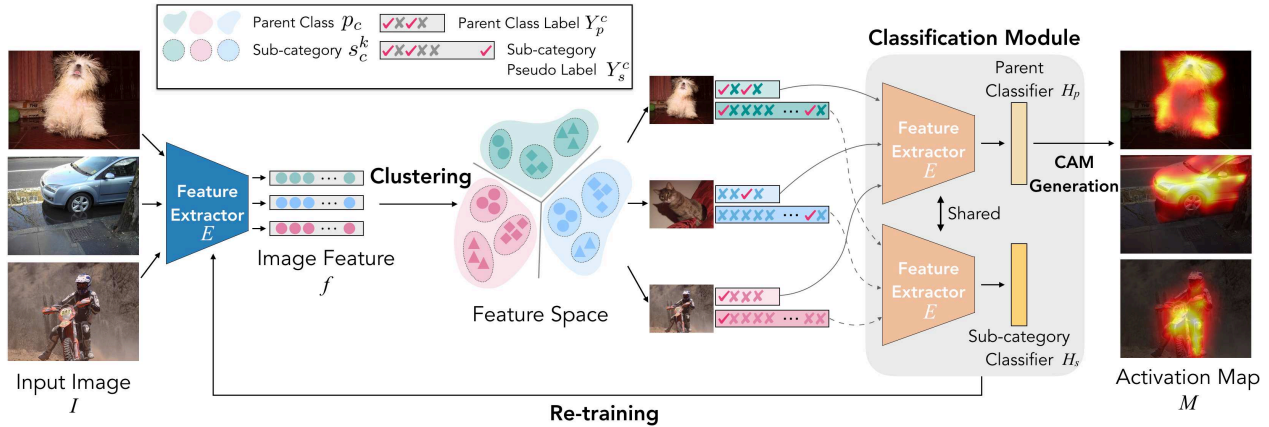 Parent Class p_c
Parent Class Label Y_p^c
Sub-category s_c^k
Sub-category
Pseudo Label Y_s^c
Classification Module
Parent
Classifier H_p
Feature
Extractor
E
Clustering
Feature
Extractor
E
CAM
Generation
Shared
Image Feature
f
Feature Space
Feature
Extractor
E
Sub-category
Classifier H_s
Input Image
I
Activation Map
M
Re-training